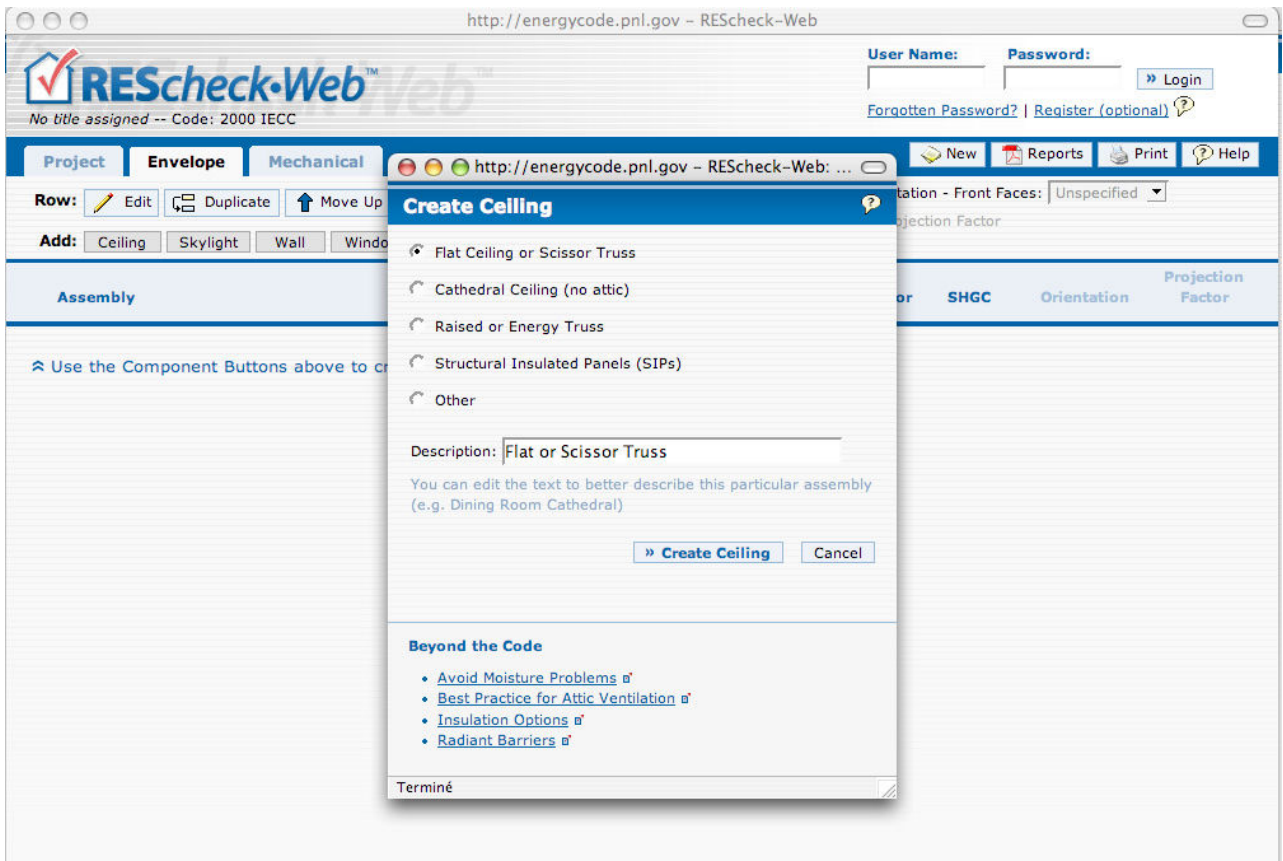 http://energycode.pnl.gov – REScheck-Web
REScheck•Web™
No title assigned -- Code: 2000 IECC
User Name: Password:
» Login
Forgotten Password? | Register (optional) ?
Project Envelope Mechanical
New Reports Print ? Help
Row: Edit Duplicate Move Up
Front Faces: Unspecified
Add: Ceiling Skylight Wall
Factor
Assembly SHGC Orientation Projection Factor
Use the Component Buttons above to
http://energycode.pnl.gov – REScheck-Web: ...
Create Ceiling ?
Flat Ceiling or Scissor Truss
Cathedral Ceiling (no attic)
Raised or Energy Truss
Structural Insulated Panels (SIPs)
Other
Description: Flat or Scissor Truss
You can edit the text to better describe this particular assembly
(e.g. Dining Room Cathedral)
» Create Ceiling Cancel
Beyond the Code
• Avoid Moisture Problems
• Best Practice for Attic Ventilation
• Insulation Options
• Radiant Barriers
Terminé